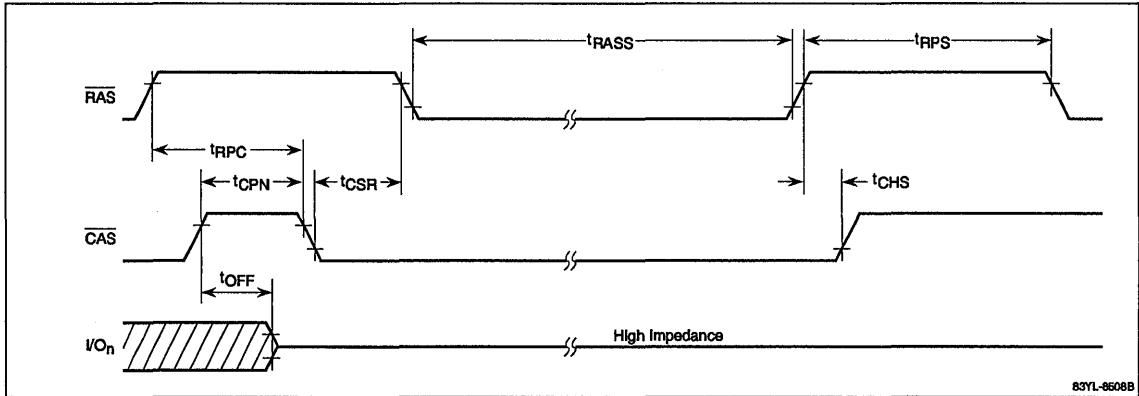 tRASS
tRPS
RAS
tRPC
tCPN
tCSR
tCHS
CAS
tOFF
I/On
High Impedance
83YL-8508B